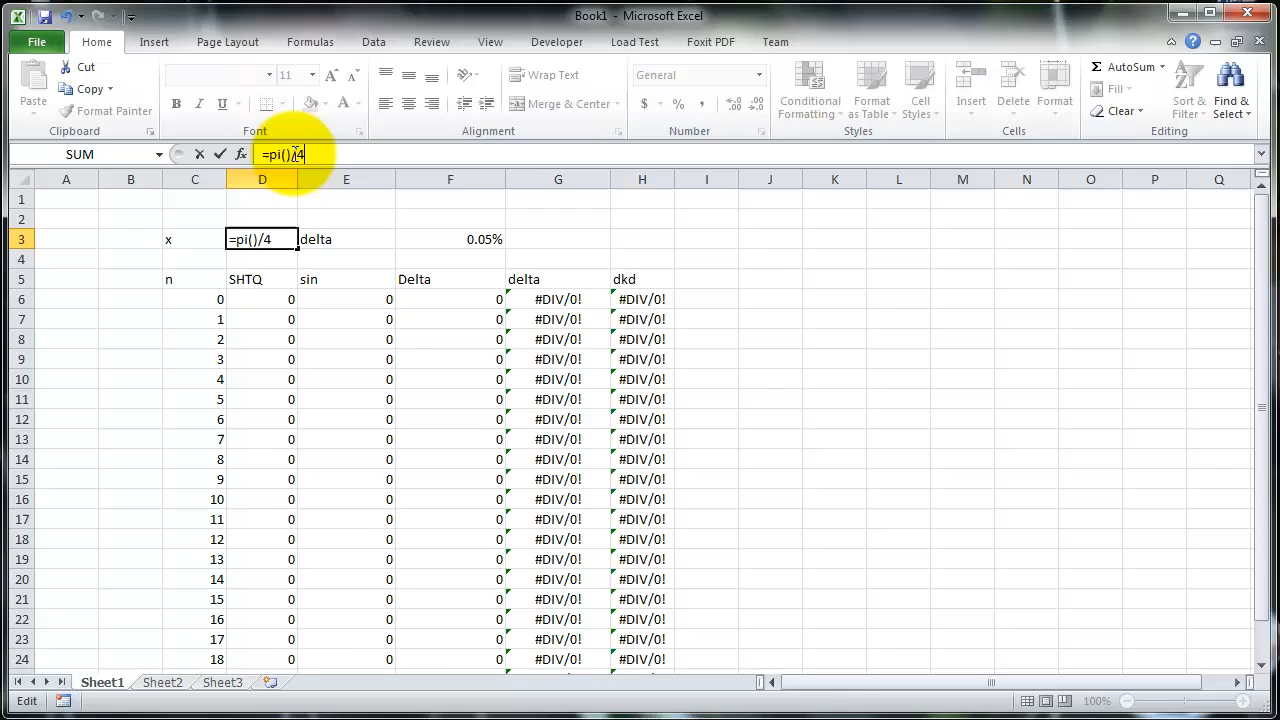 Book1 - Microsoft Excel
File Home Insert Page Layout Formulas Data Review View Developer Load Test Foxit PDF Team
Paste Cut Copy Format Painter Clipboard
11 Font
Wrap Text Merge & Center Alignment
General $ % , Number
Conditional Formatting Format as Table Cell Styles Styles
Insert Delete Format Cells
AutoSum Fill Clear Sort & Filter Find & Select Editing
SUM fx =pi()/4
A B C D E F G H I J K L M N O P Q
1
2
3 x =pi()/4 delta 0.05%
4
5 n SHTQ sin Delta delta dkd
6 0 0 0 0 #DIV/0! #DIV/0!
7 1 0 0 0 #DIV/0! #DIV/0!
8 2 0 0 0 #DIV/0! #DIV/0!
9 3 0 0 0 #DIV/0! #DIV/0!
10 4 0 0 0 #DIV/0! #DIV/0!
11 5 0 0 0 #DIV/0! #DIV/0!
12 6 0 0 0 #DIV/0! #DIV/0!
13 7 0 0 0 #DIV/0! #DIV/0!
14 8 0 0 0 #DIV/0! #DIV/0!
15 9 0 0 0 #DIV/0! #DIV/0!
16 10 0 0 0 #DIV/0! #DIV/0!
17 11 0 0 0 #DIV/0! #DIV/0!
18 12 0 0 0 #DIV/0! #DIV/0!
19 13 0 0 0 #DIV/0! #DIV/0!
20 14 0 0 0 #DIV/0! #DIV/0!
21 15 0 0 0 #DIV/0! #DIV/0!
22 16 0 0 0 #DIV/0! #DIV/0!
23 17 0 0 0 #DIV/0! #DIV/0!
24 18 0 0 0 #DIV/0! #DIV/0!
Sheet1 Sheet2 Sheet3
Edit 100%